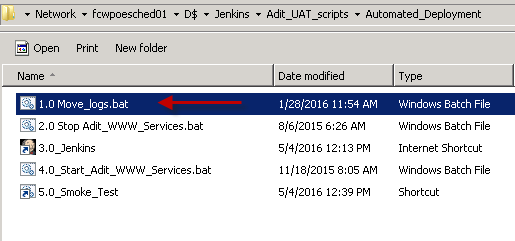 Network fcwpoesched01 D$ Jenkins Adit_UAT_scripts Automated_Deployment
Open Print New folder
Name Date modified Type
1.0 Move_logs.bat 1/28/2016 11:54 AM Windows Batch File
2.0 Stop Adit_WWW_Services.bat 8/6/2015 6:26 AM Windows Batch File
3.0_Jenkins 5/4/2016 12:13 PM Internet Shortcut
4.0_Start_Adit_WWW_Services.bat 11/18/2015 8:05 AM Windows Batch File
5.0_Smoke_Test 5/4/2016 12:39 PM Shortcut